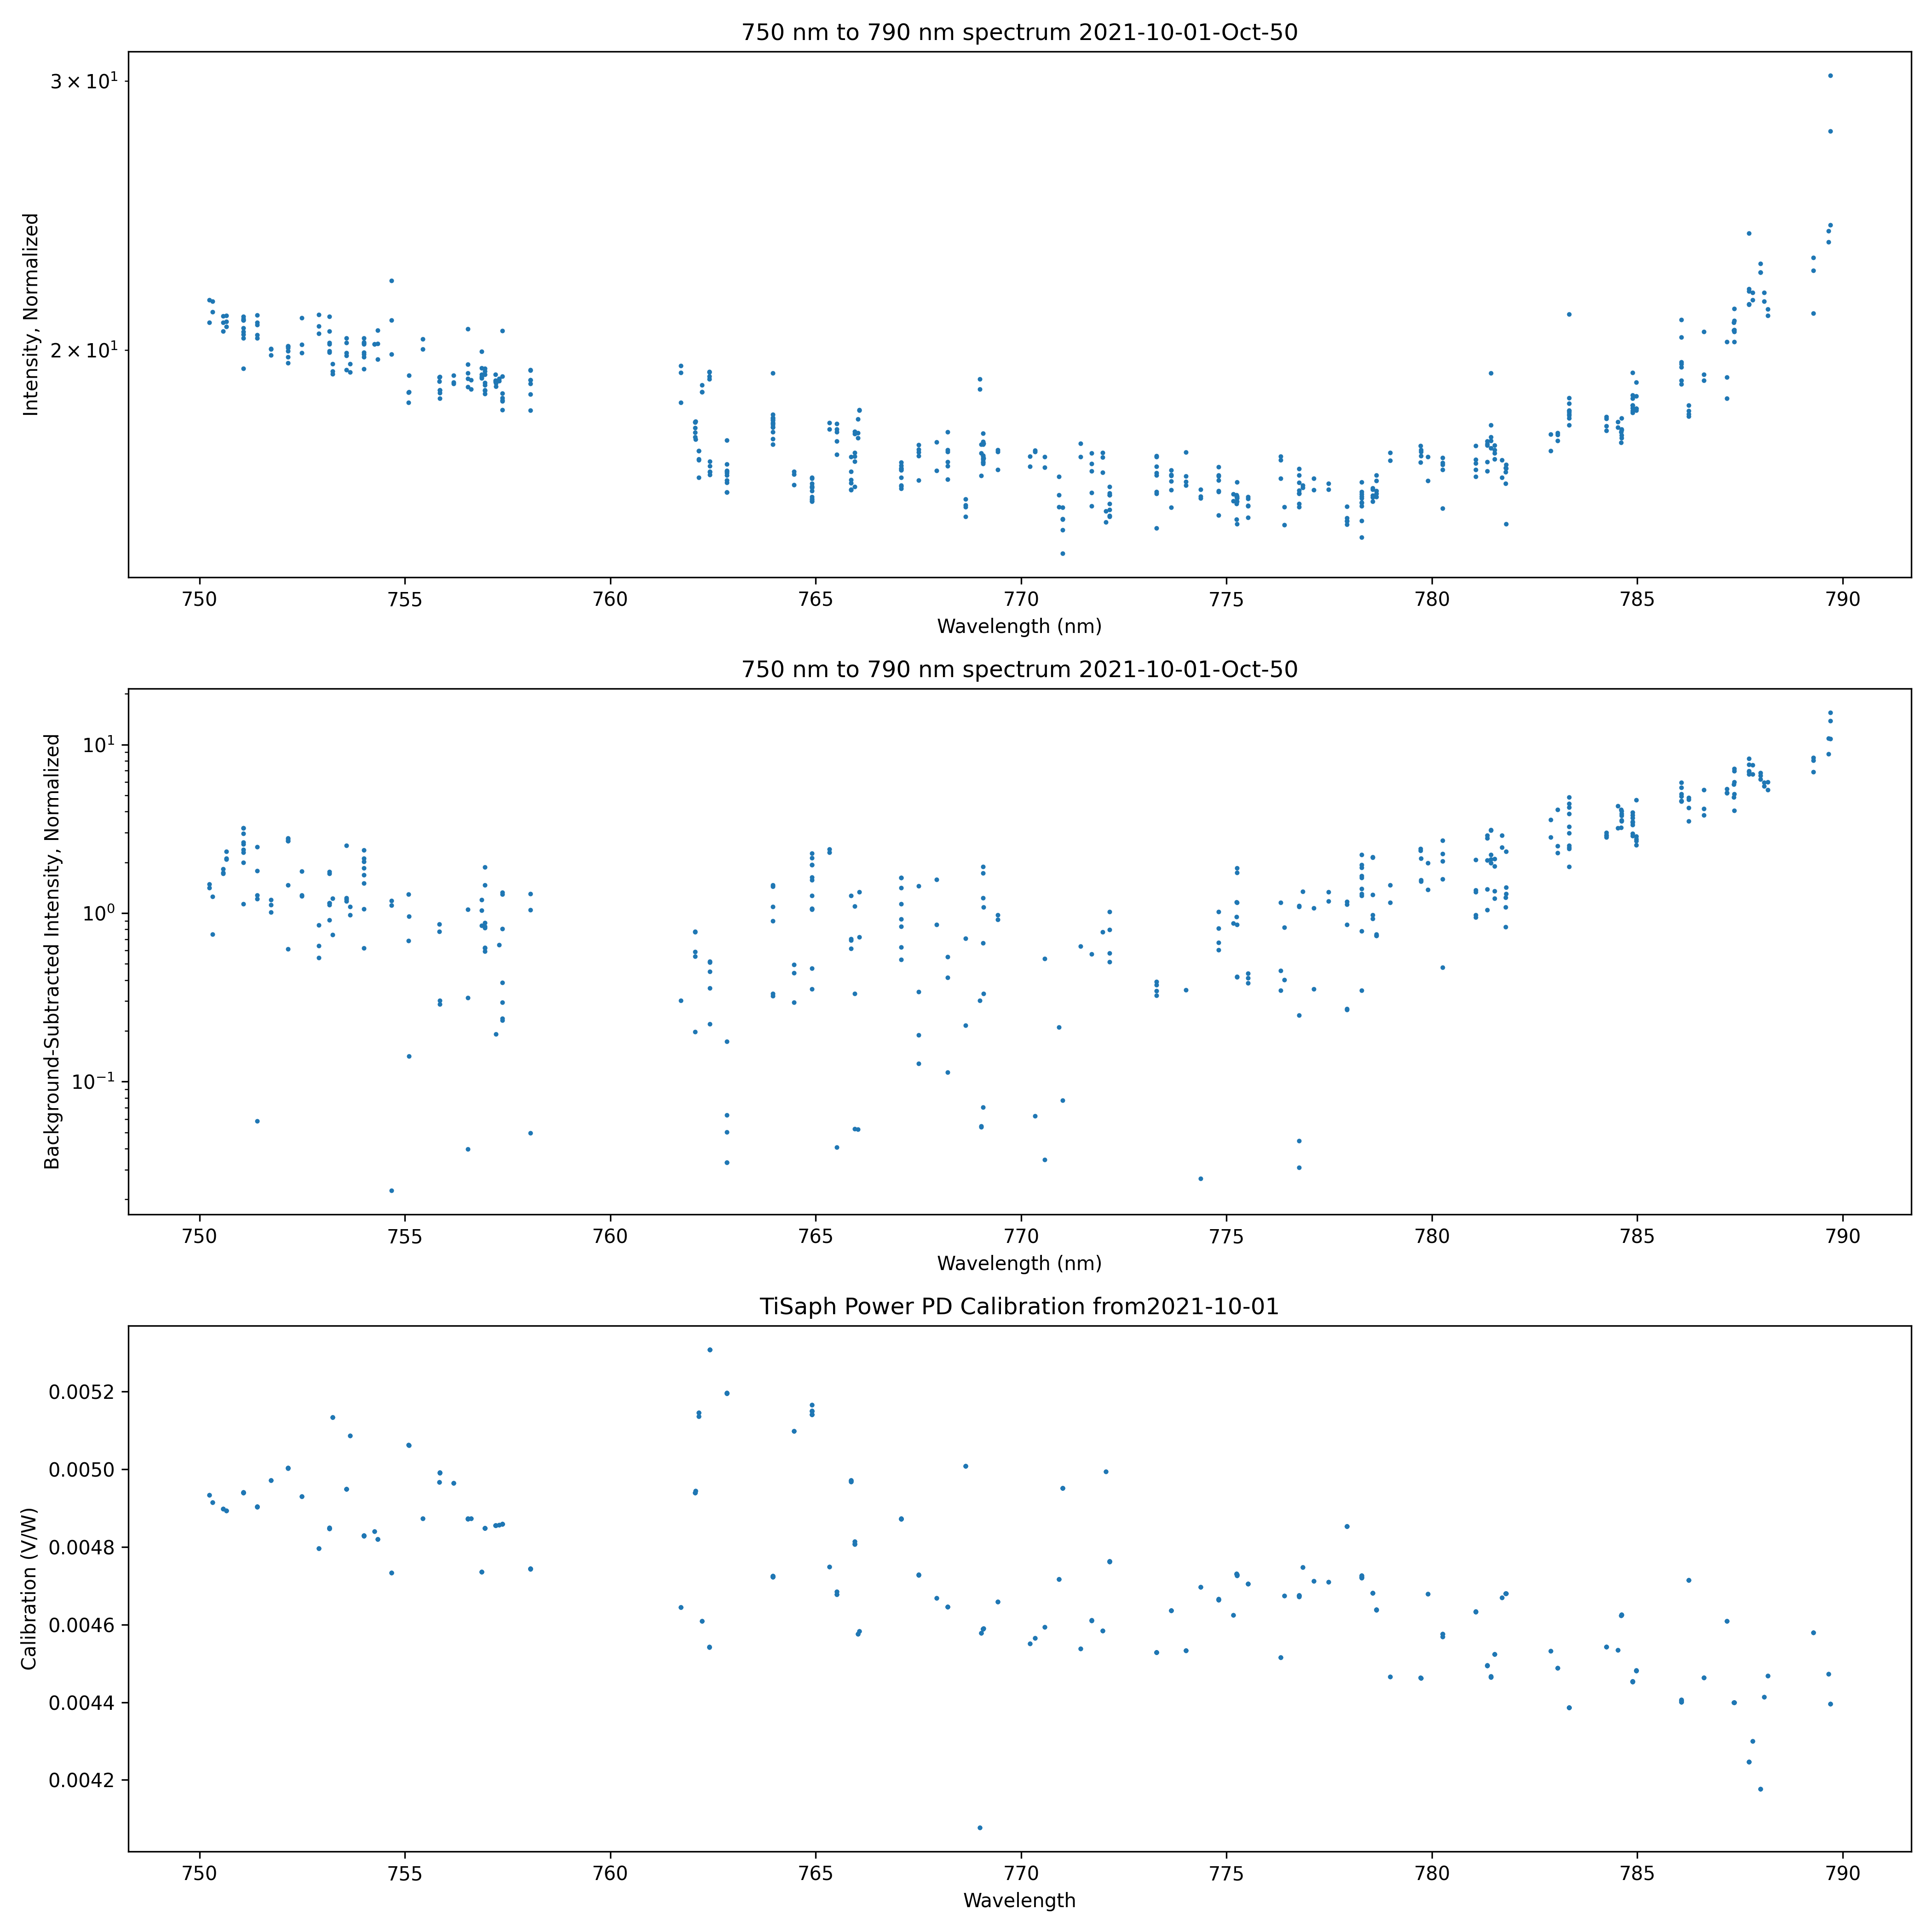 750 nm to 790 nm spectrum 2021-10-01-Oct-50
Intensity, Normalized
3 × 10¹
2 × 10¹
750 755 760 765 770 775 780 785 790
Wavelength (nm)
750 nm to 790 nm spectrum 2021-10-01-Oct-50
Background-Subtracted Intensity, Normalized
10¹
10⁰
10⁻¹
750 755 760 765 770 775 780 785 790
Wavelength (nm)
TiSaph Power PD Calibration from2021-10-01
Calibration (V/W)
0.0052
0.0050
0.0048
0.0046
0.0044
0.0042
750 755 760 765 770 775 780 785 790
Wavelength